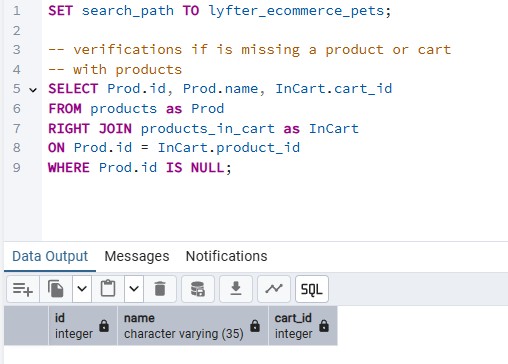 1 SET search_path TO lyfter_ecommerce_pets;
2
3 -- verifications if is missing a product or cart
4 -- with products
5 SELECT Prod.id, Prod.name, InCart.cart_id
6 FROM products as Prod
7 RIGHT JOIN products_in_cart as InCart
8 ON Prod.id = InCart.product_id
9 WHERE Prod.id IS NULL;
Data Output Messages Notifications
SQL
id name cart_id
integer character varying (35) integer